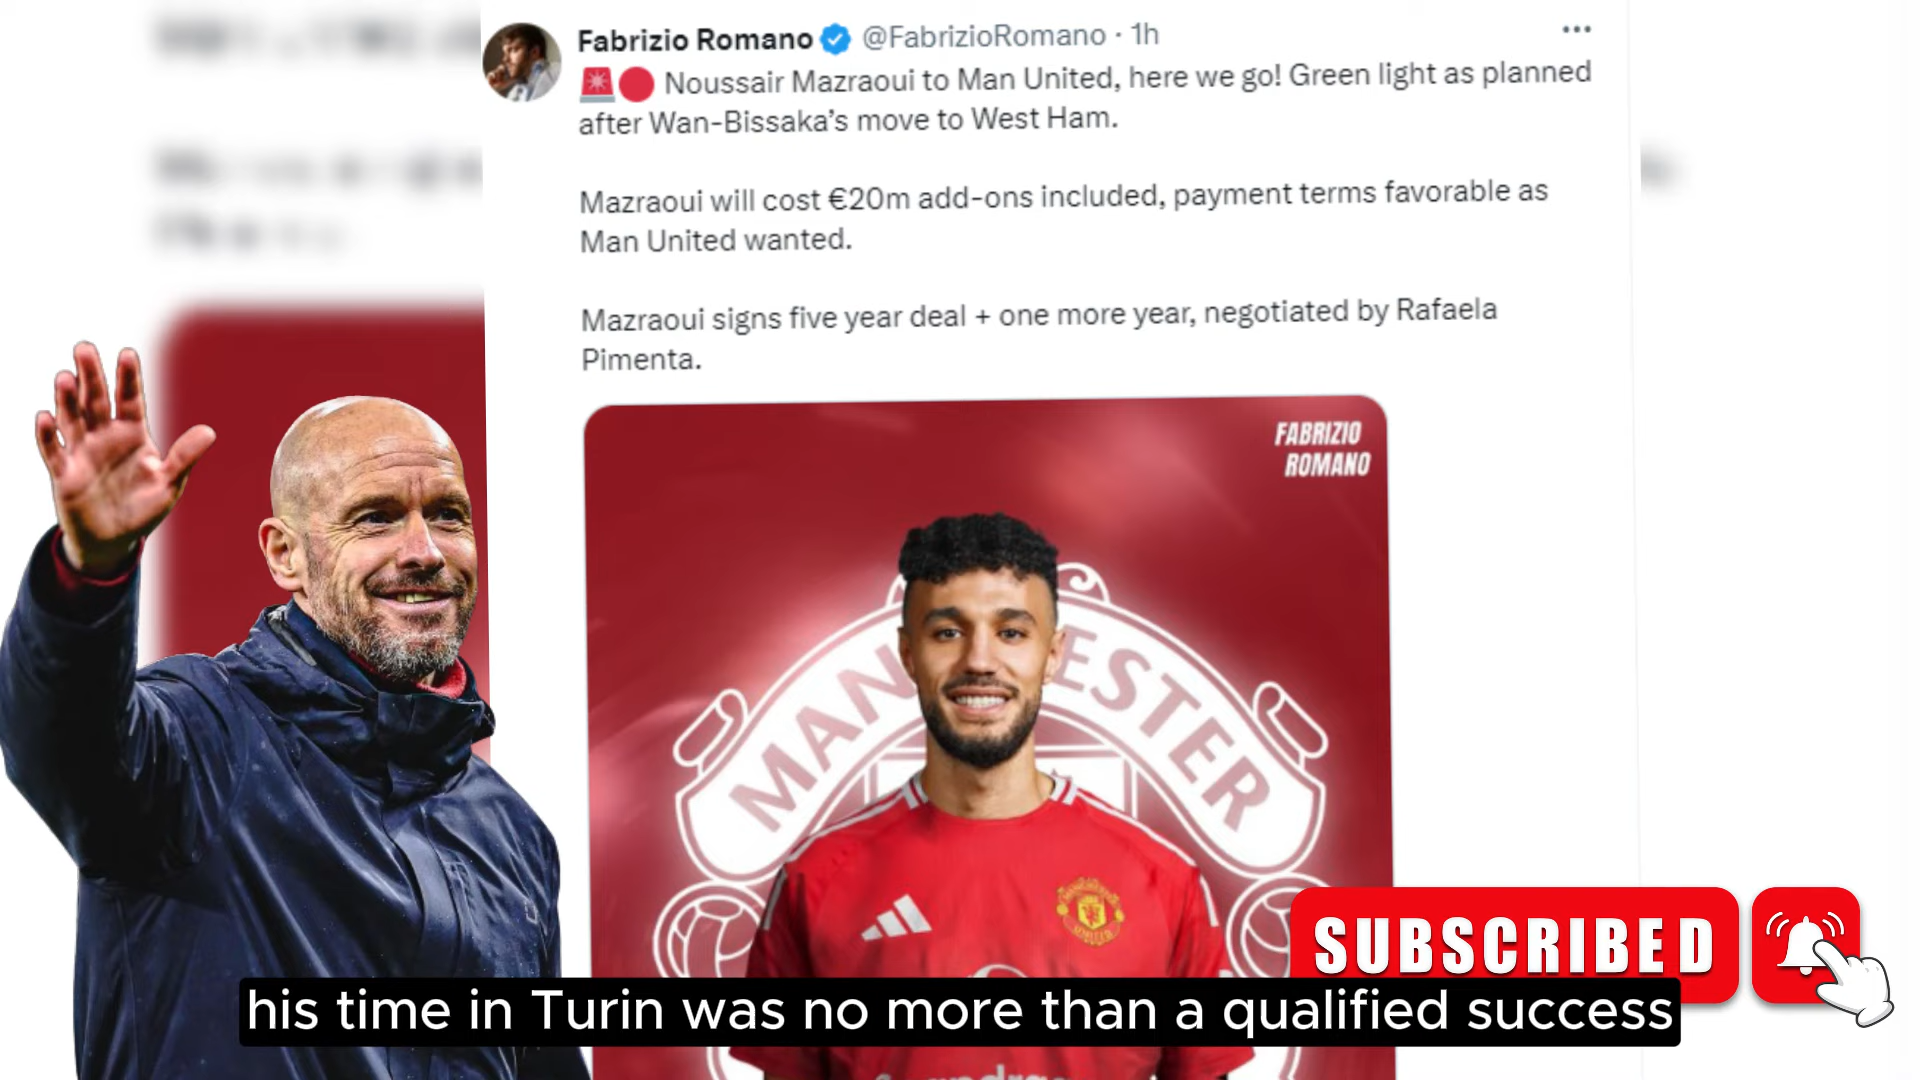 Fabrizio Romano @FabrizioRomano · 1h
🚨🔴 Noussair Mazraoui to Man United, here we go! Green light as planned
after Wan-Bissaka’s move to West Ham.
Mazraoui will cost €20m add-ons included, payment terms favorable as
Man United wanted.
Mazraoui signs five year deal + one more year, negotiated by Rafaela
Pimenta.
FABRIZIO
ROMANO
MAN
ESTER
SUBSCRIBED
his time in Turin was no more than a qualified success